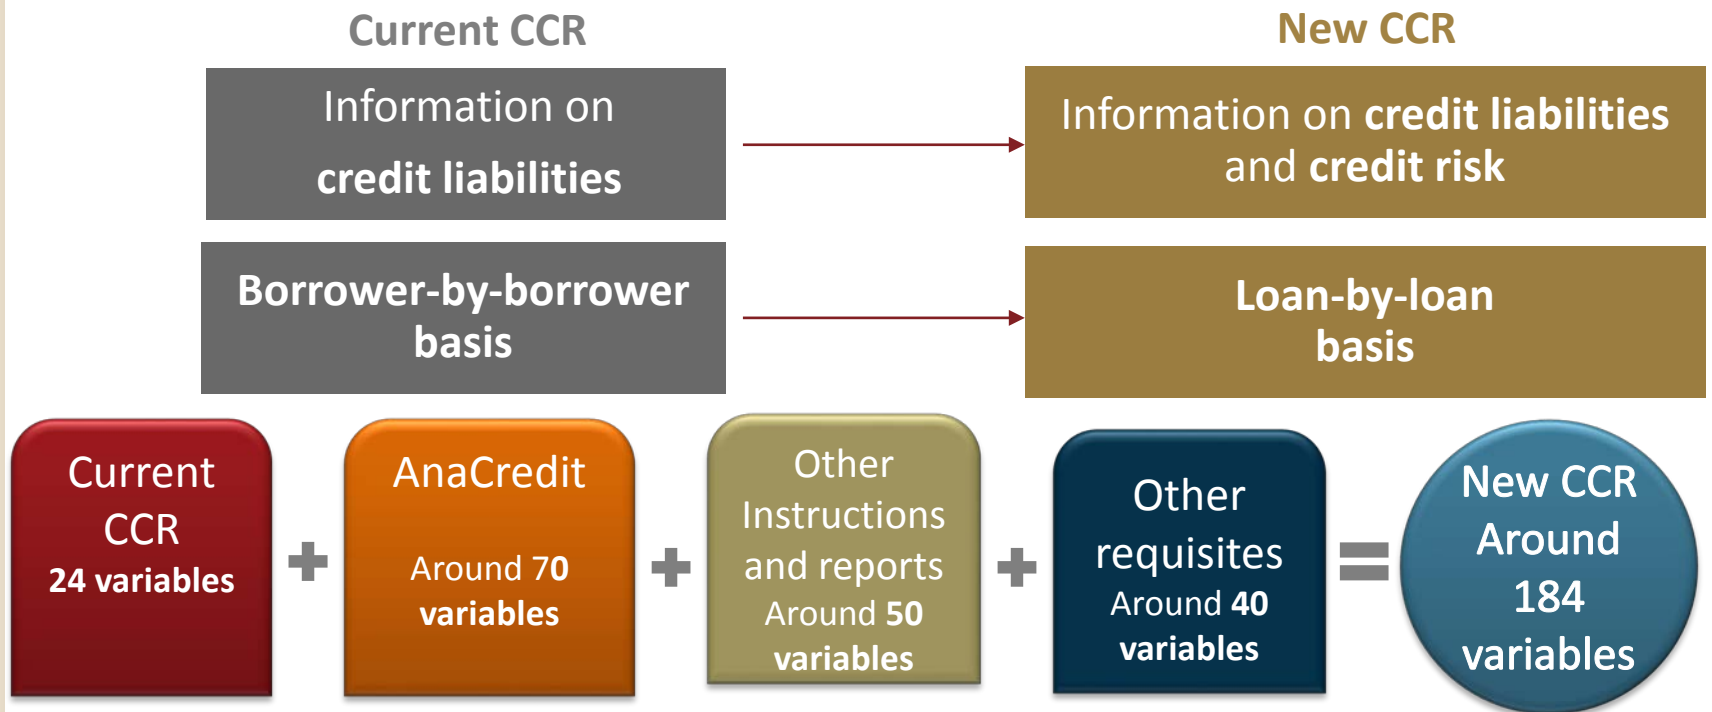 Current CCR
New CCR
Information on
credit liabilities
Information on credit liabilities
and credit risk
Borrower-by-borrower
basis
Loan-by-loan
basis
Current
CCR
24 variables
+
AnaCredit
Around 70
variables
+
Other
Instructions
and reports
Around 50
variables
+
Other
requisites
Around 40
variables
=
New CCR
Around
184
variables